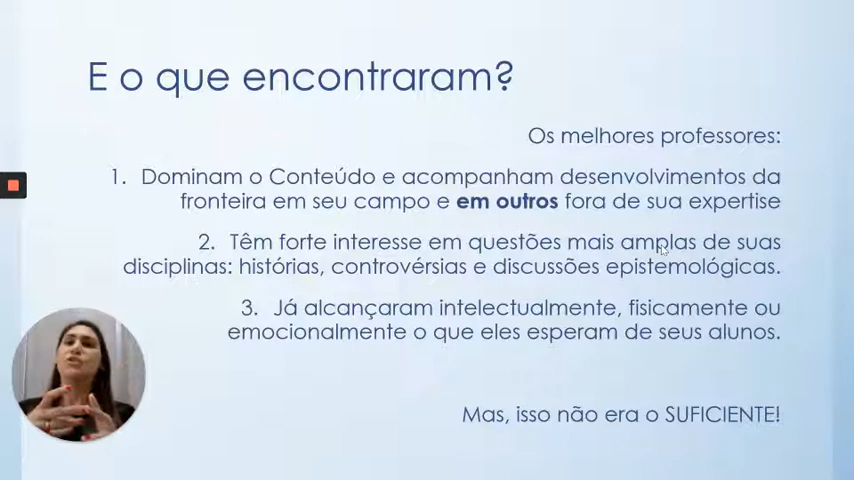 E o que encontraram?
Os melhores professores:
1. Dominam o Conteúdo e acompanham desenvolvimentos da
fronteira em seu campo e em outros fora de sua expertise
2. Têm forte interesse em questões mais amplas de suas
disciplinas: histórias, controvérsias e discussões epistemológicas.
3. Já alcançaram intelectualmente, fisicamente ou
emocionalmente o que eles esperam de seus alunos.
Mas, isso não era o SUFICIENTE!